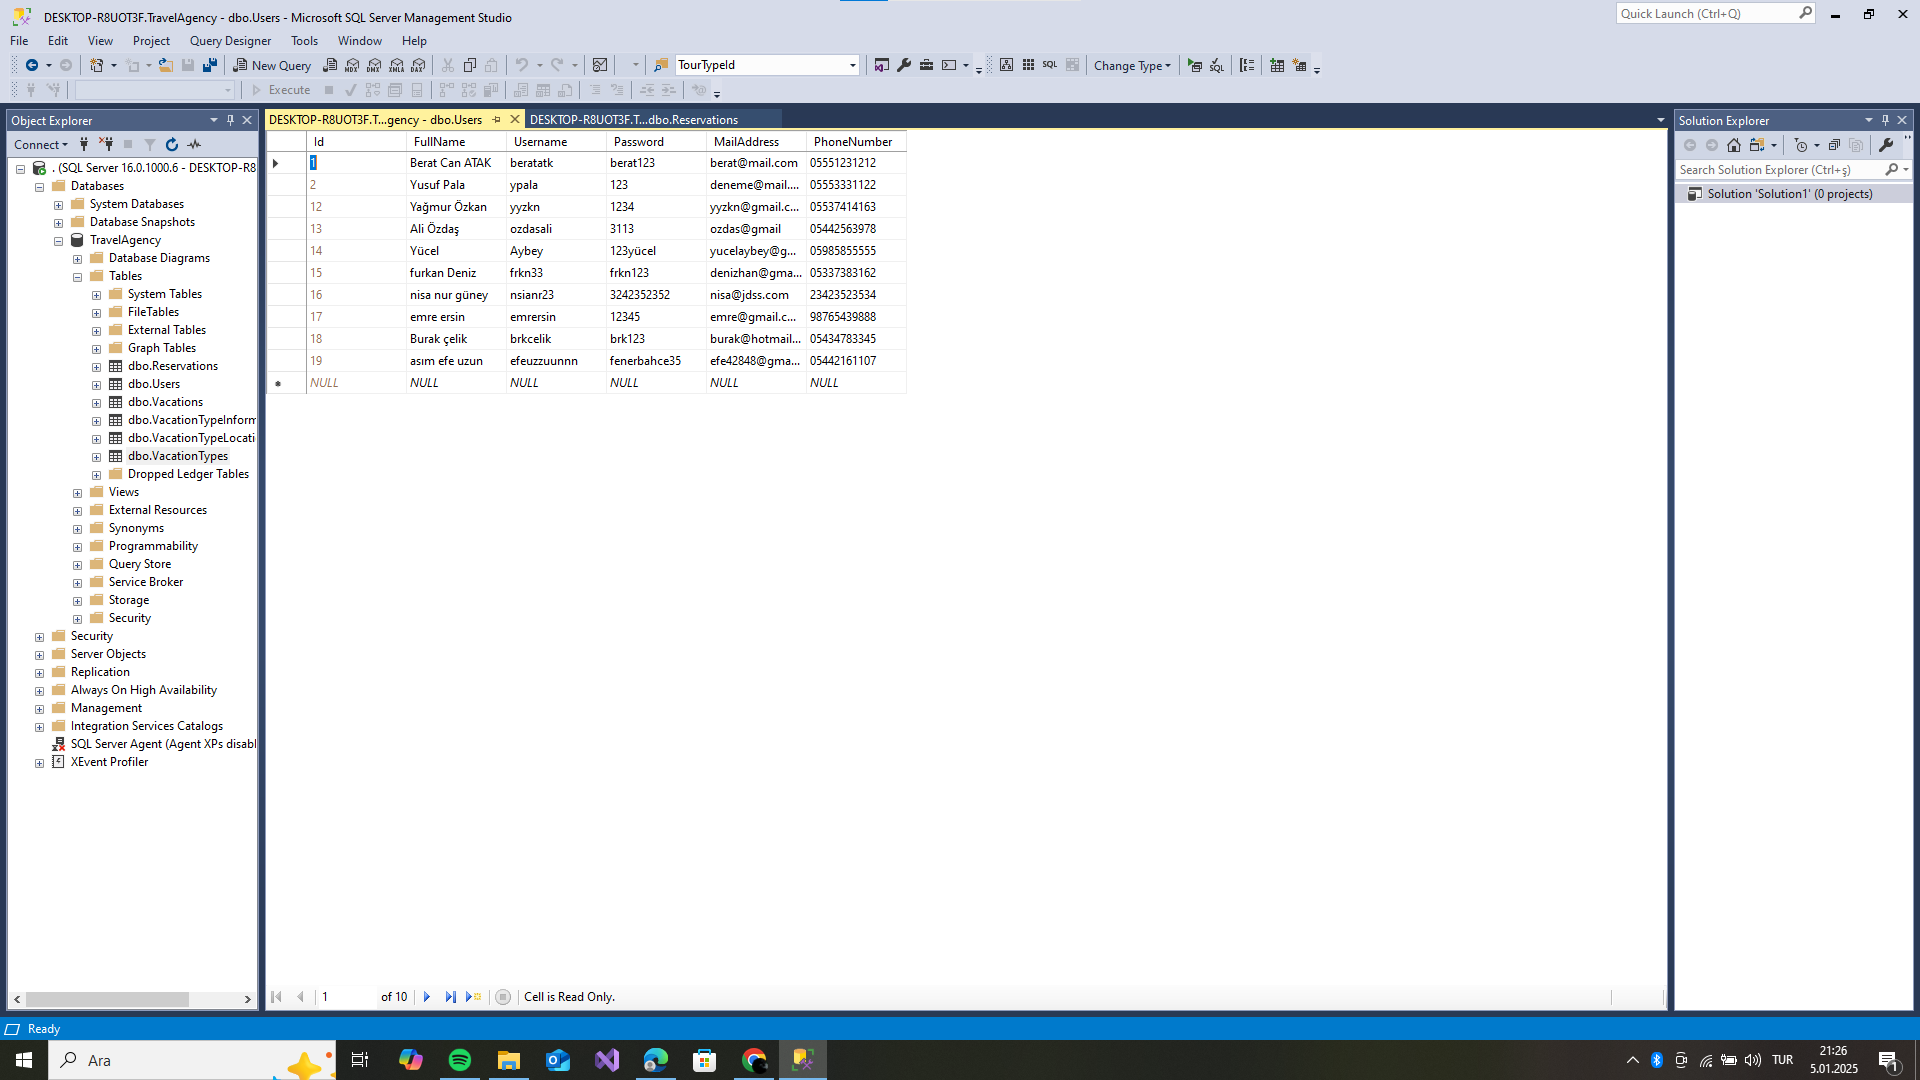 DESKTOP-R8UOT3F.TravelAgency - dbo.Users - Microsoft SQL Server Management Studio
Quick Launch (Ctrl+Q)
File Edit View Project Query Designer Tools Window Help
New Query MDX DMX XMLA DAX TourTypeId SQL Change Type
Execute
Object Explorer
Connect
. (SQL Server 16.0.1000.6 - DESKTOP-R8
Databases
System Databases
Database Snapshots
TravelAgency
Database Diagrams
Tables
System Tables
FileTables
External Tables
Graph Tables
dbo.Reservations
dbo.Users
dbo.Vacations
dbo.VacationTypeInform
dbo.VacationTypeLocati
dbo.VacationTypes
Dropped Ledger Tables
Views
External Resources
Synonyms
Programmability
Query Store
Service Broker
Storage
Security
Security
Server Objects
Replication
Always On High Availability
Management
Integration Services Catalogs
SQL Server Agent (Agent XPs disabl
XEvent Profiler
DESKTOP-R8UOT3F.T...gency - dbo.Users DESKTOP-R8UOT3F.T...dbo.Reservations
Id FullName Username Password MailAddress PhoneNumber
1 Berat Can ATAK beratatk berat123 berat@mail.com 05551231212
2 Yusuf Pala ypala 123 deneme@mail.... 05553331122
12 Yağmur Özkan yyzkn 1234 yyzkn@gmail.c... 05537414163
13 Ali Özdaş ozdasali 3113 ozdas@gmail 05442563978
14 Yücel Aybey 123yücel yucelaybey@g... 05985855555
15 furkan Deniz frkn33 frkn123 denizhan@gma... 05337383162
16 nisa nur güney nsianr23 3242352352 nisa@jdss.com 23423523534
17 emre ersin emrersin 12345 emre@gmail.c... 98765439888
18 Burak çelik brkcelik brk123 burak@hotmail... 05434783345
19 asım efe uzun efeuzzuunnn fenerbahce35 efe42848@gma... 05442161107
NULL NULL NULL NULL NULL NULL
1 of 10 Cell is Read Only.
Solution Explorer
Search Solution Explorer (Ctrl+ş)
Solution 'Solution1' (0 projects)
Ready
Ara
TUR
21:26
5.01.2025
1